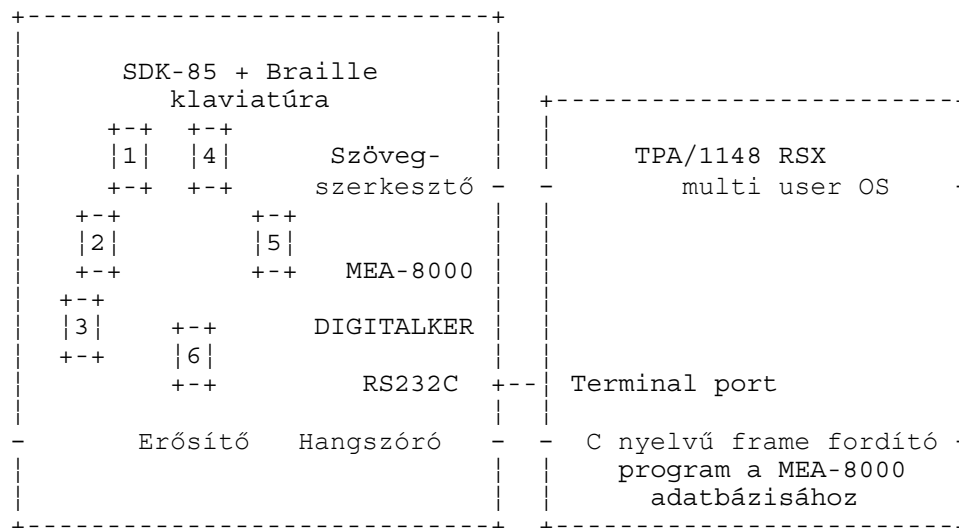 SDK-85 + Braille
klaviatúra
1 4 Szöveg- TPA/1148 RSX
szerkesztő multi user OS
2 5
MEA-8000
3 DIGITALKER
6
RS232C Terminal port
Erősítő Hangszóró C nyelvű frame fordító
program a MEA-8000
adatbázisához